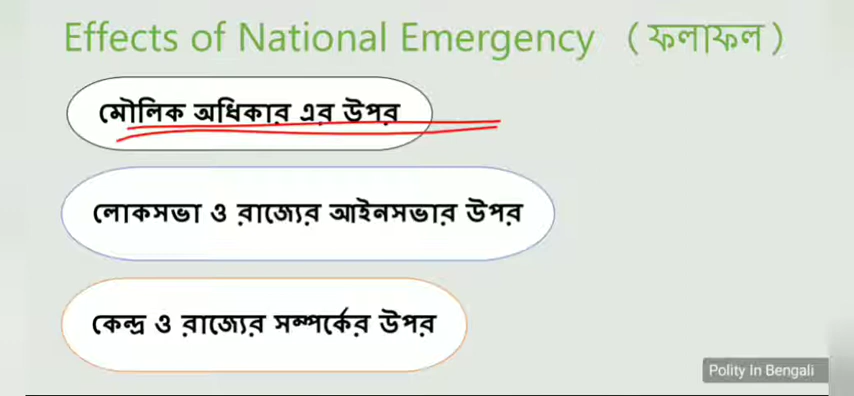 Effects of National Emergency (ফলাফল)
মৌলিক অধিকার এর উপর
লোকসভা ও রাজ্যের আইনসভার উপর
কেন্দ্র ও রাজ্যের সম্পর্কের উপর
Polity In Bengali